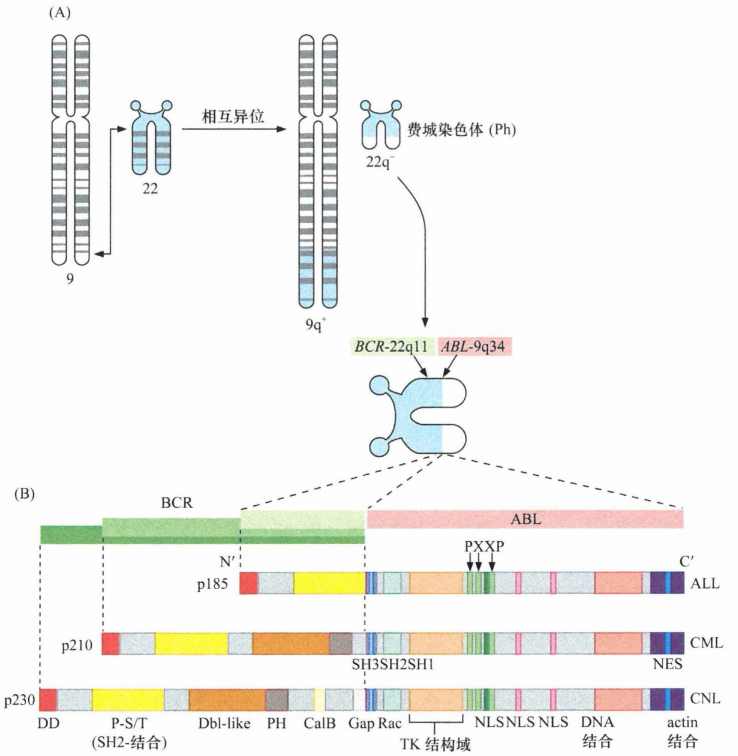 (A)
相互异位
费城染色体 (Ph)
22
22q⁻
9
9q⁺
BCR-22q11 ABL-9q34
(B)
BCR
ABL
PXXP
N′ C′
p185 ALL
p210 CML
SH3SH2SH1 NES
p230 CNL
DD P-S/T Dbl-like PH CalB Gap Rac NLS NLS NLS DNA actin
(SH2-结合) TK 结构域 结合 结合